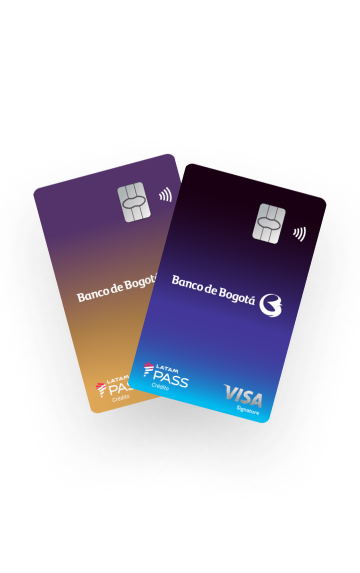 Banco de Bogotá
LATAM
PASS
Crédito
Banco de Bogotá
LATAM
PASS
Crédito
VISA
Signature